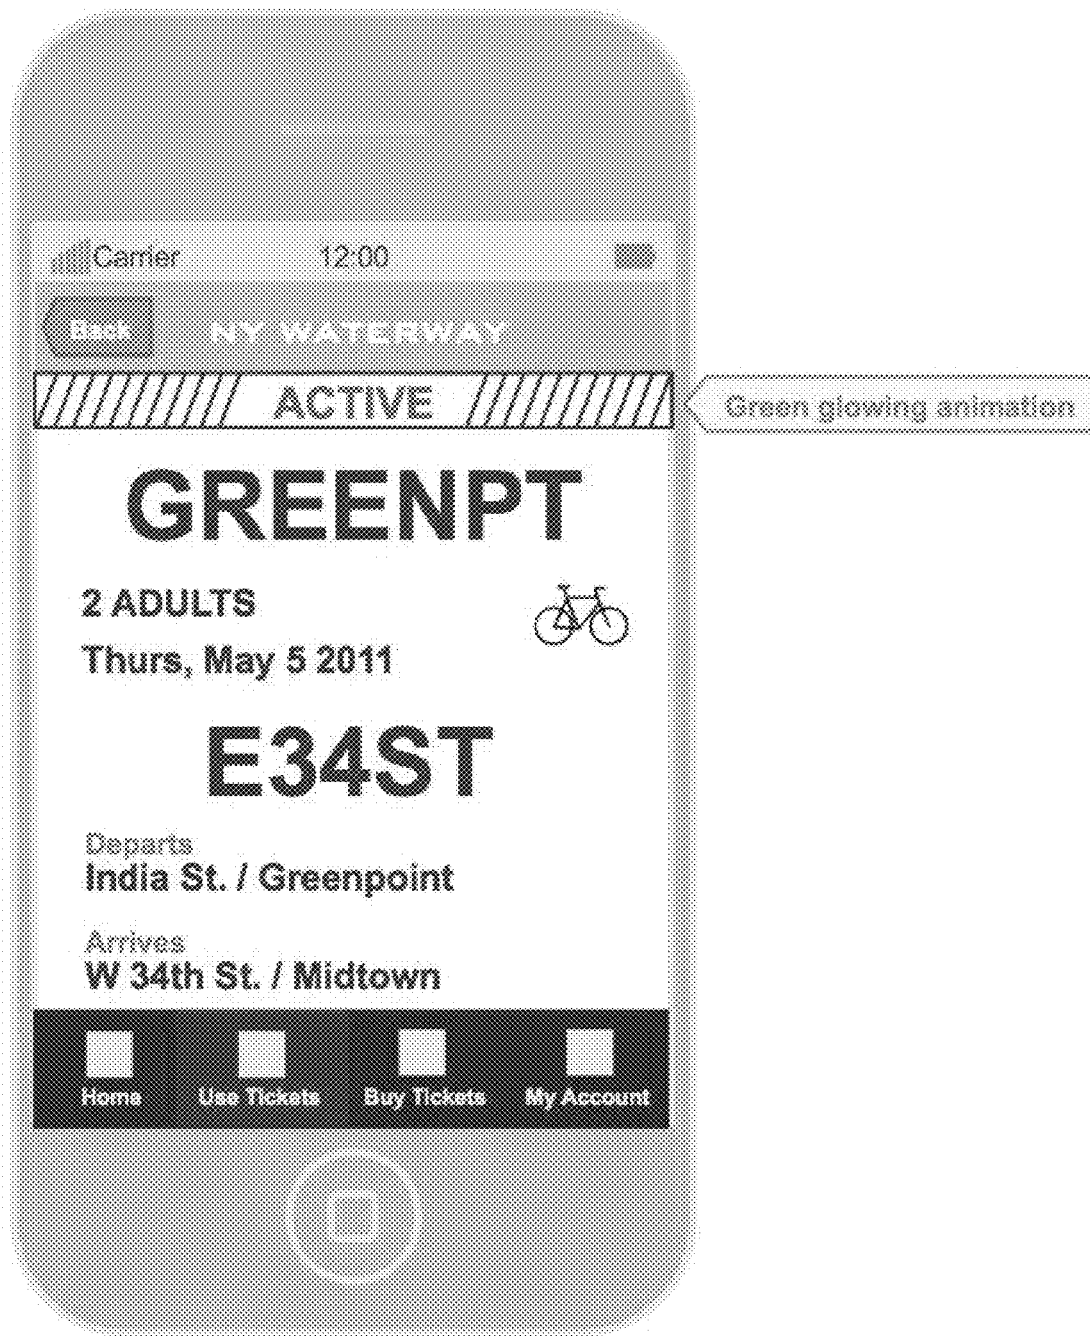 Carrier 12:00
Back NY WATERWAY
ACTIVE
Green glowing animation
GREENPT
2 ADULTS
Thurs, May 5 2011
E34ST
Departs
India St. / Greenpoint
Arrives
W 34th St. / Midtown
Home Use Tickets Buy Tickets My Account